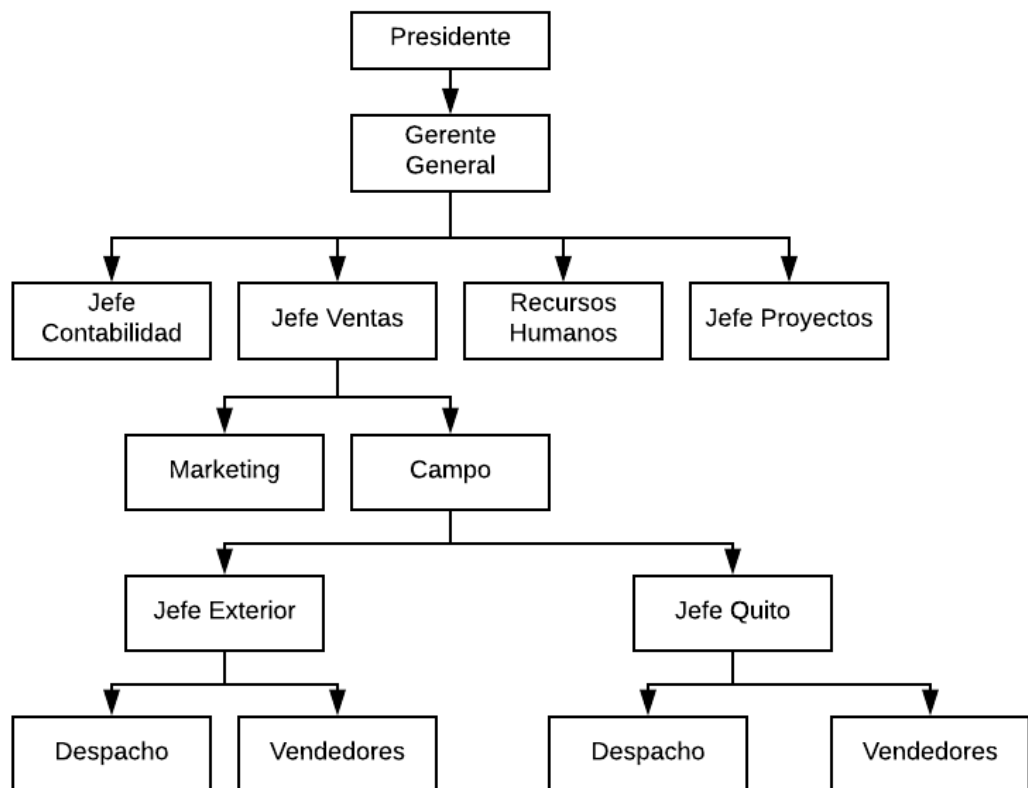 Presidente
Gerente
General
Jefe
Contabilidad
Jefe Ventas
Recursos
Humanos
Jefe Proyectos
Marketing
Campo
Jefe Exterior
Jefe Quito
Despacho
Vendedores
Despacho
Vendedores